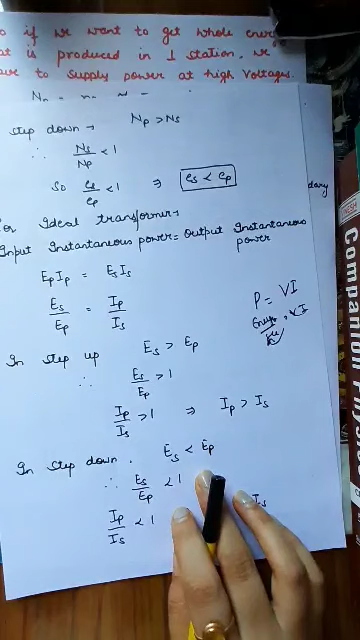 if we want to get whole
that is produced in 1 station, we
to supply power at high voltages.
Step down → Np > Ns
∴ Ns/Np < 1
So es/ep < 1 ⇒ es < ep
For Ideal transformer→
Input Instantaneous power = Output Instantaneous power
EpIp = EsIs
Es/Ep = Ip/Is
P = VI
In step up Es > Ep
∴ Es/Ep > 1
Ip/Is > 1 ⇒ Ip > Is
In step down. Es < Ep
∴ Es/Ep < 1
Ip/Is < 1 Is
Companion Physics